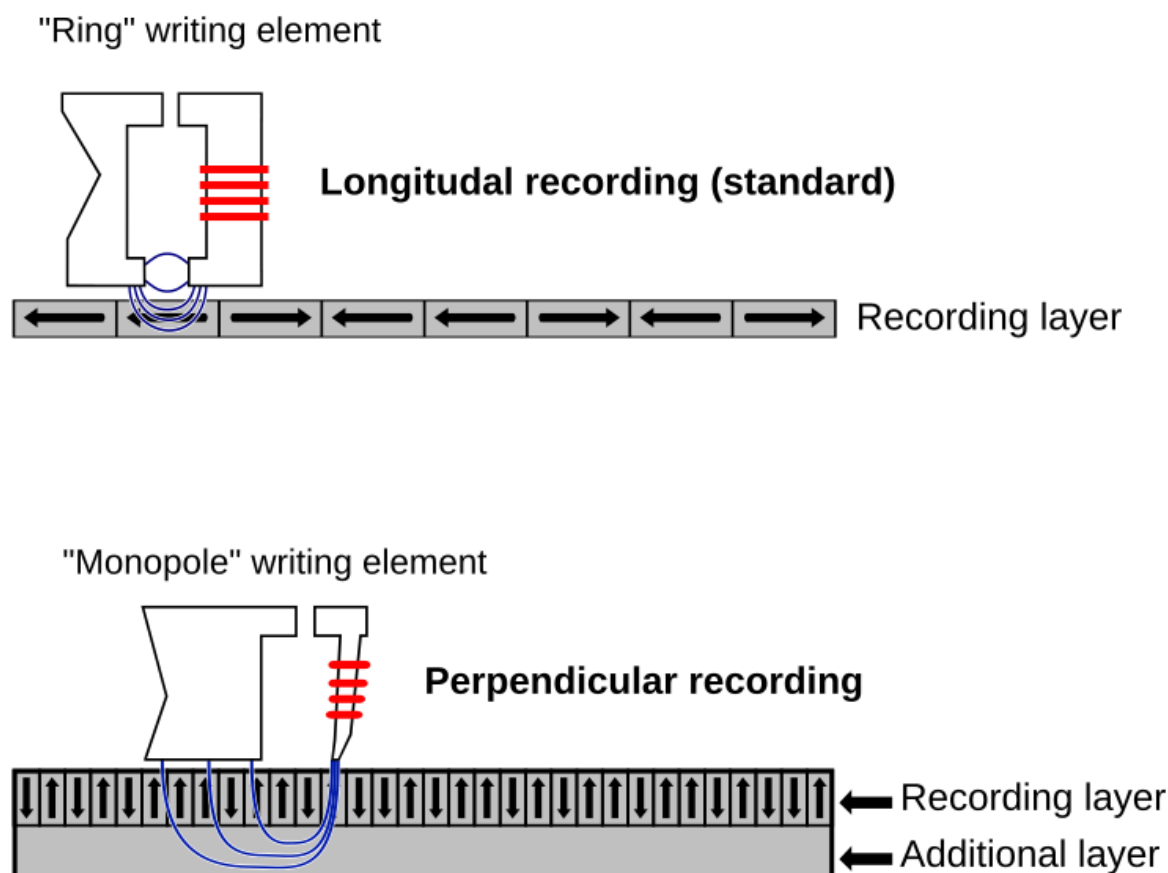 "Ring" writing element
Longitudal recording (standard)
Recording layer
"Monopole" writing element
Perpendicular recording
Recording layer
Additional layer